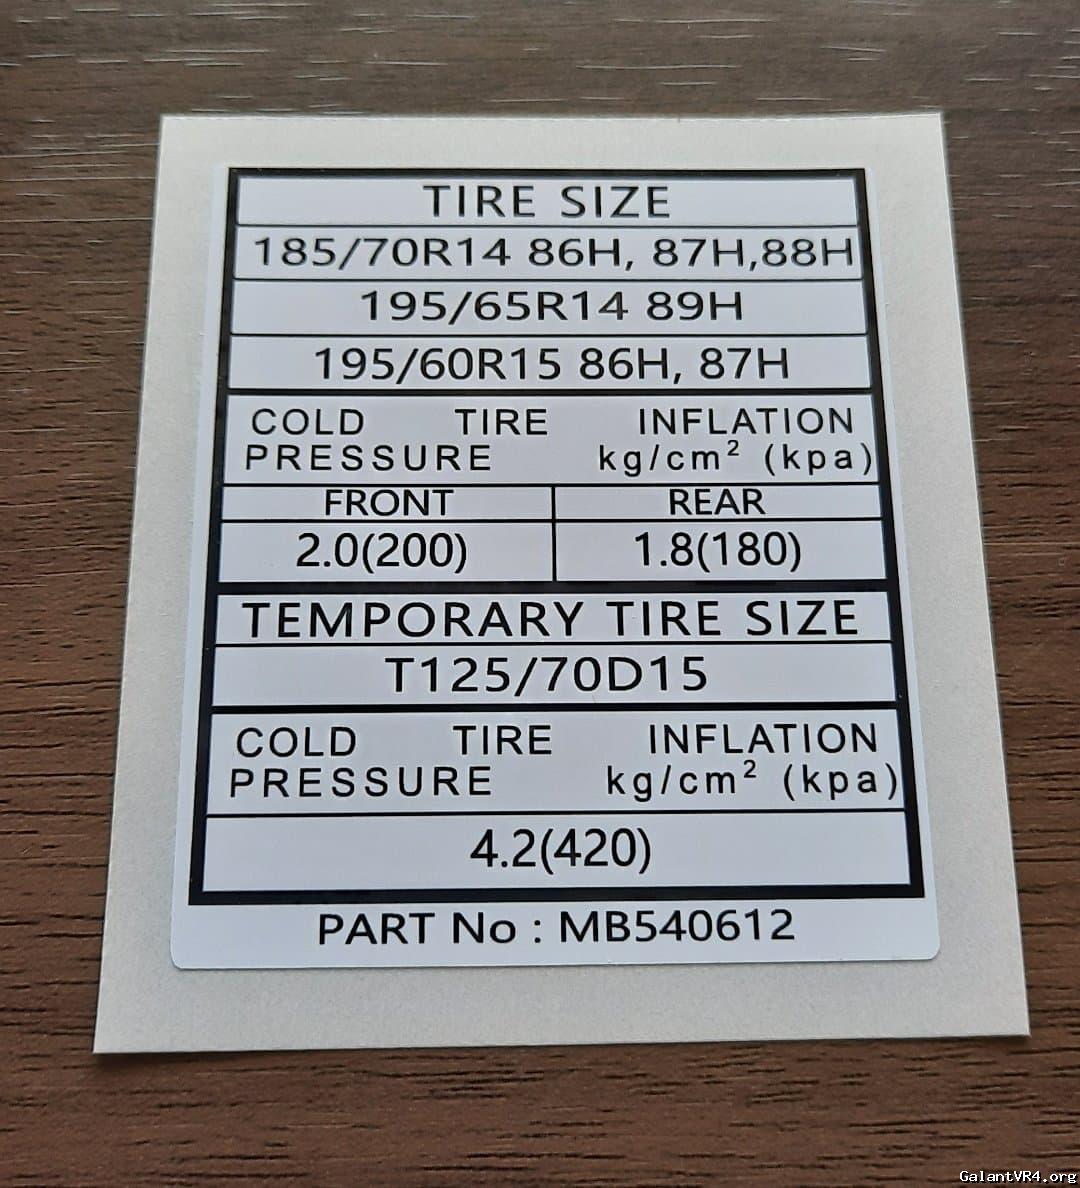 TIRE SIZE
185/70R14 86H, 87H,88H
195/65R14 89H
195/60R15 86H, 87H
COLD TIRE INFLATION
PRESSURE kg/cm² (kpa)
FRONT REAR
2.0(200) 1.8(180)
TEMPORARY TIRE SIZE
T125/70D15
COLD TIRE INFLATION
PRESSURE kg/cm² (kpa)
4.2(420)
PART No : MB540612
GalantVR4.org